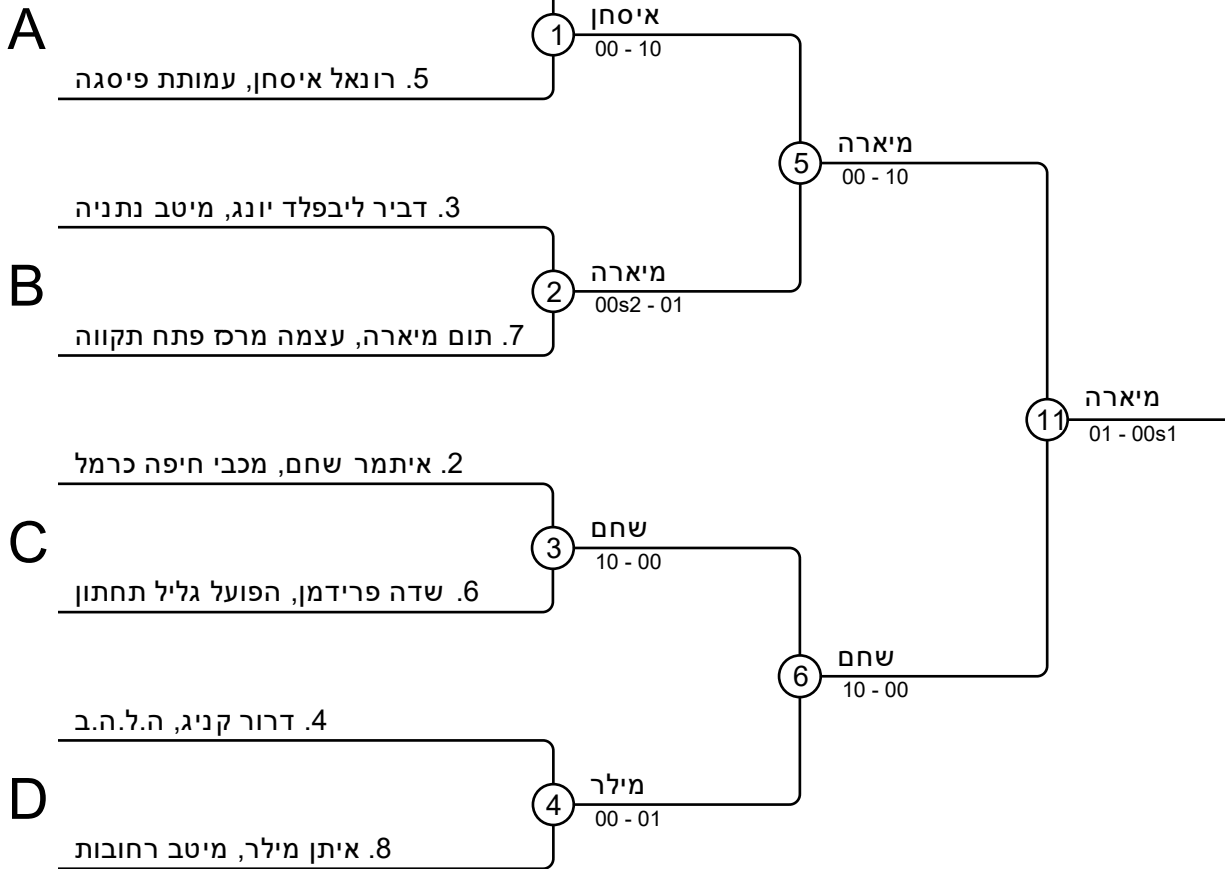 A
1
איסחן
00 - 10
5. רונאל איסחן, עמותת פיסגה
5
מיארה
00 - 10
3. דביר ליבפלד יונג, מיטב נתניה
B
2
מיארה
00s2 - 01
7. תום מיארה, עצמה מרכז פתח תקווה
11
מיארה
01 - 00s1
2. איתמר שחם, מכבי חיפה כרמל
C
3
שחם
10 - 00
6. שדה פרידמן, הפועל גליל תחתון
6
שחם
10 - 00
4. דרור קניג, ה.ל.ה.ב
D
4
מילר
00 - 01
8. איתן מילר, מיטב רחובות